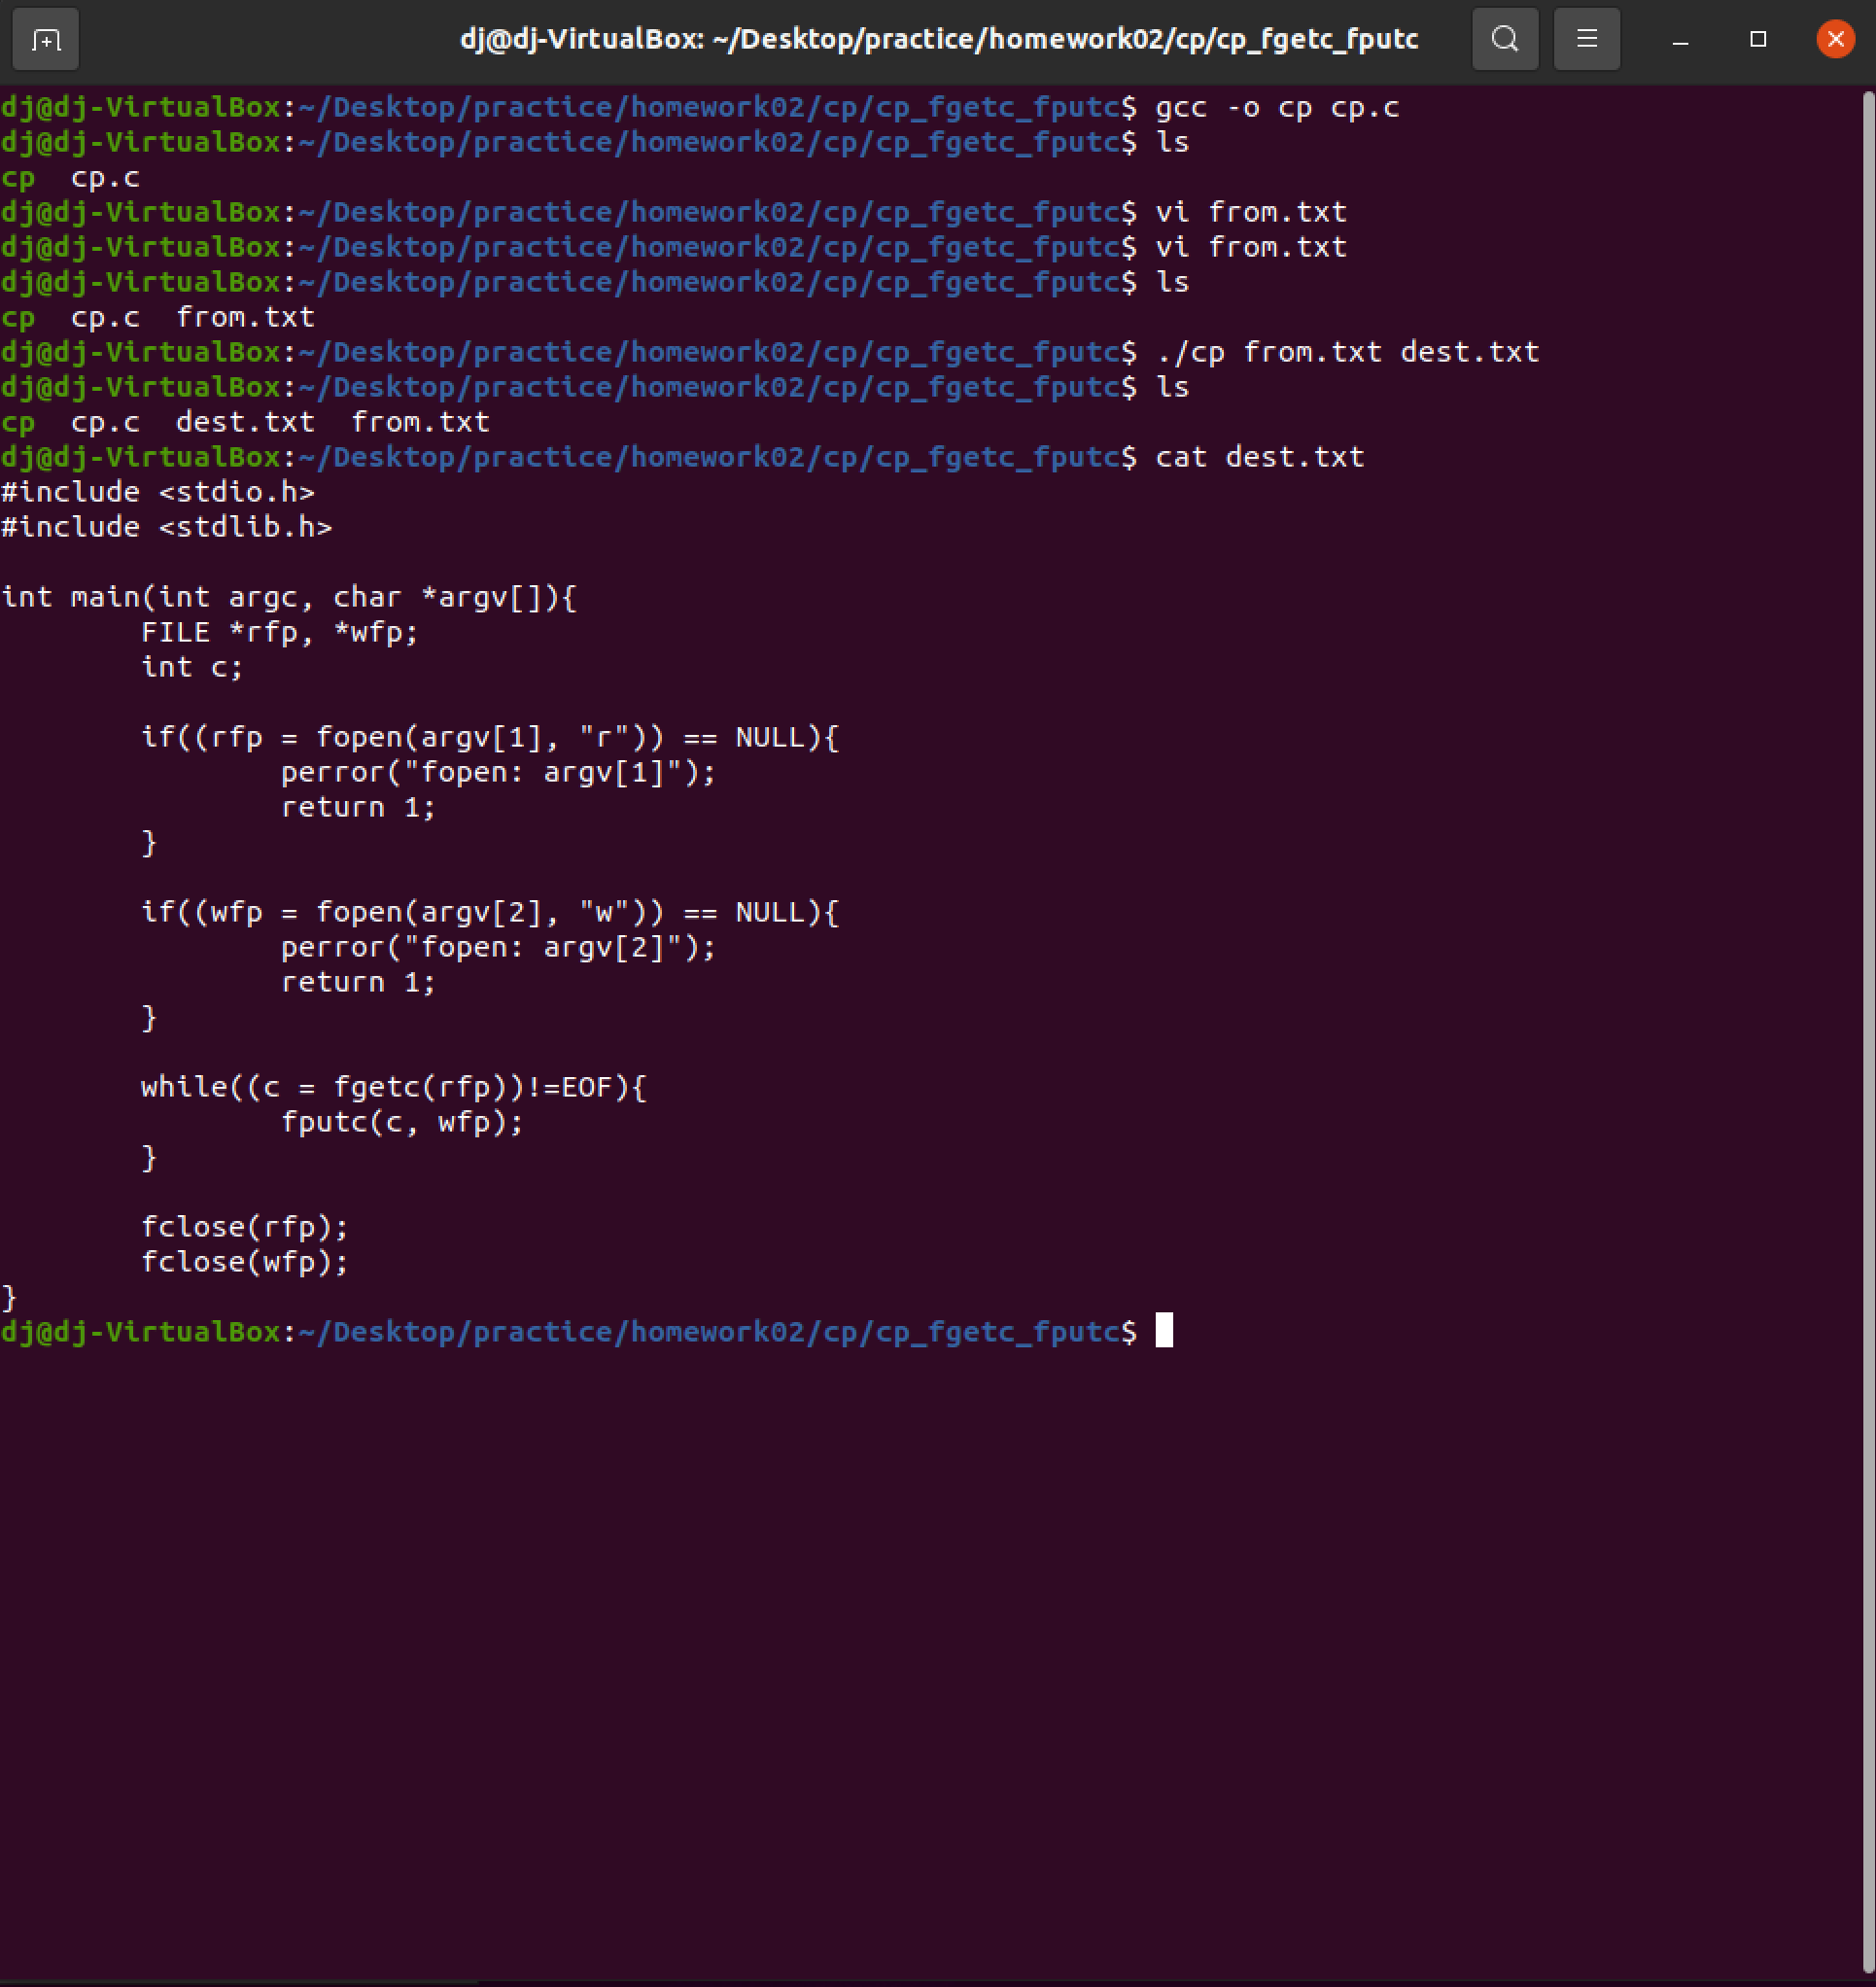 dj@dj-VirtualBox: ~/Desktop/practice/homework02/cp/cp_fgetc_fputc
dj@dj-VirtualBox:~/Desktop/practice/homework02/cp/cp_fgetc_fputc$ gcc -o cp cp.c
dj@dj-VirtualBox:~/Desktop/practice/homework02/cp/cp_fgetc_fputc$ ls
cp  cp.c
dj@dj-VirtualBox:~/Desktop/practice/homework02/cp/cp_fgetc_fputc$ vi from.txt
dj@dj-VirtualBox:~/Desktop/practice/homework02/cp/cp_fgetc_fputc$ vi from.txt
dj@dj-VirtualBox:~/Desktop/practice/homework02/cp/cp_fgetc_fputc$ ls
cp  cp.c  from.txt
dj@dj-VirtualBox:~/Desktop/practice/homework02/cp/cp_fgetc_fputc$ ./cp from.txt dest.txt
dj@dj-VirtualBox:~/Desktop/practice/homework02/cp/cp_fgetc_fputc$ ls
cp  cp.c  dest.txt  from.txt
dj@dj-VirtualBox:~/Desktop/practice/homework02/cp/cp_fgetc_fputc$ cat dest.txt
#include <stdio.h>
#include <stdlib.h>

int main(int argc, char *argv[]){
        FILE *rfp, *wfp;
        int c;

        if((rfp = fopen(argv[1], "r")) == NULL){
                perror("fopen: argv[1]");
                return 1;
        }

        if((wfp = fopen(argv[2], "w")) == NULL){
                perror("fopen: argv[2]");
                return 1;
        }

        while((c = fgetc(rfp))!=EOF){
                fputc(c, wfp);
        }

        fclose(rfp);
        fclose(wfp);
}
dj@dj-VirtualBox:~/Desktop/practice/homework02/cp/cp_fgetc_fputc$